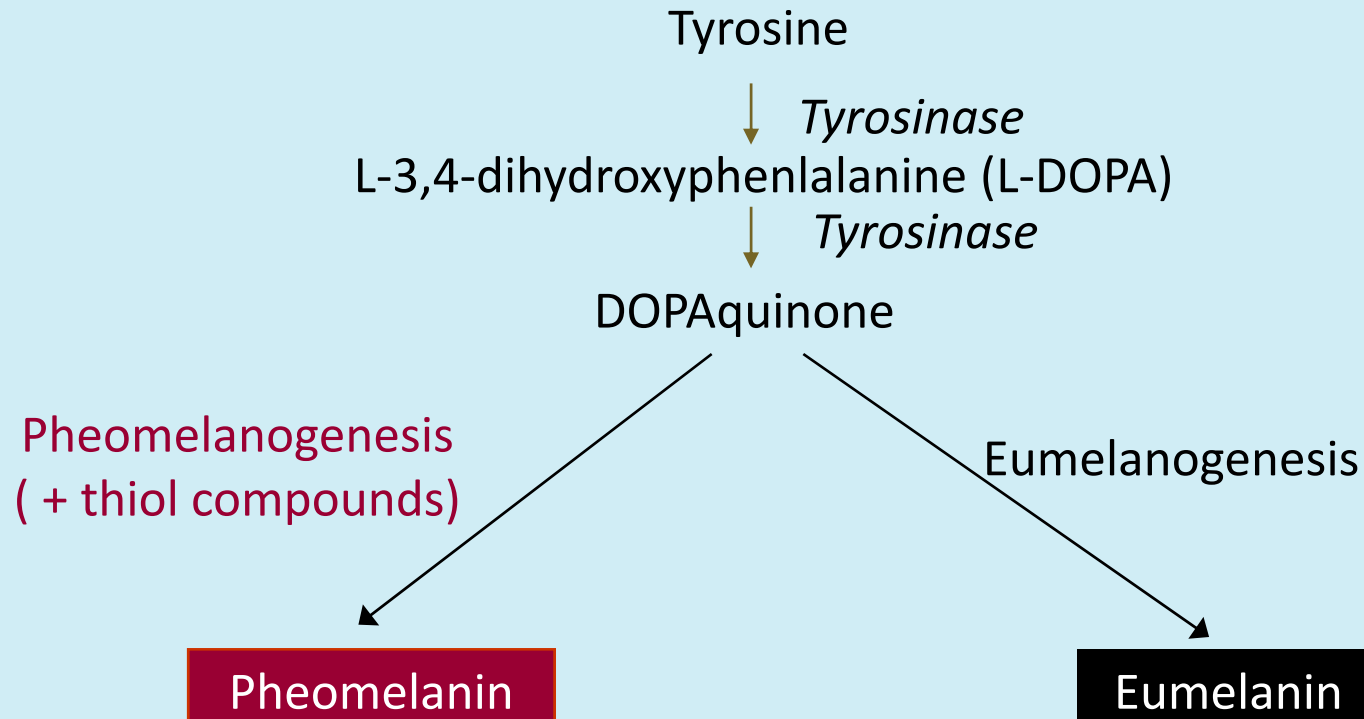 Tyrosine
Tyrosinase
L-3,4-dihydroxyphenlalanine (L-DOPA)
Tyrosinase
DOPAquinone
Pheomelanogenesis
( + thiol compounds)
Eumelanogenesis
Pheomelanin
Eumelanin